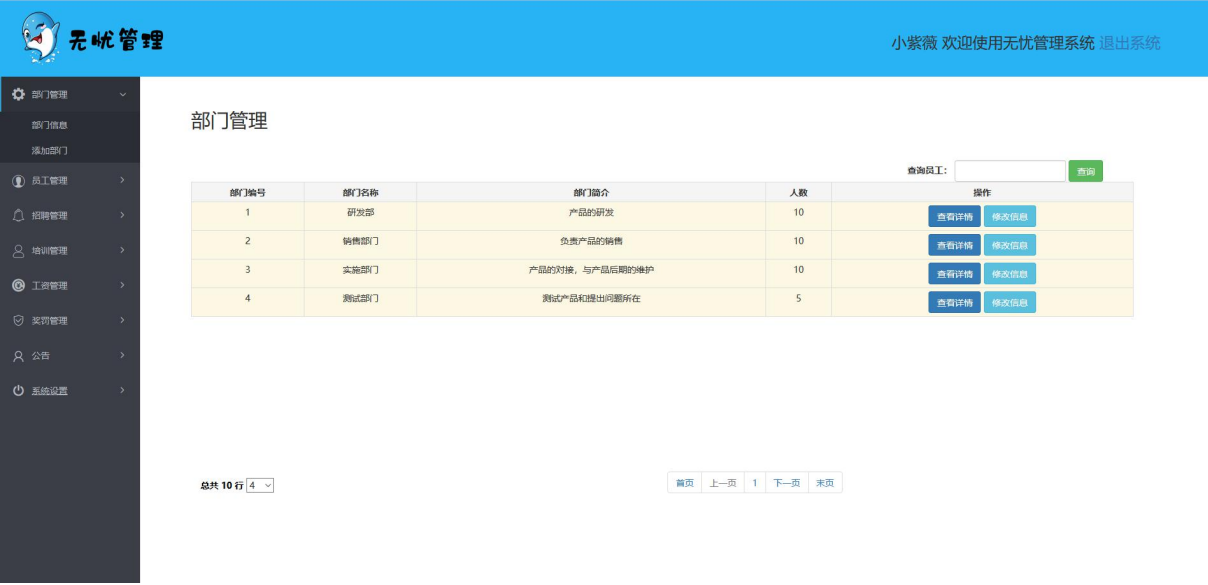 无忧管理
小紫薇 欢迎使用无忧管理系统 退出系统
部门管理
部门信息
添加部门
员工管理
招聘管理
培训管理
工资管理
奖罚管理
公告
系统设置
部门管理
查询员工: 查询
部门编号 部门名称 部门简介 人数 操作
1 研发部 产品的研发 10 查看详情 修改信息
2 销售部门 负责产品的销售 10 查看详情 修改信息
3 实施部门 产品的对接，与产品后期的维护 10 查看详情 修改信息
4 测试部门 测试产品和提出问题所在 5 查看详情 修改信息
总共 10 行 4
首页 上一页 1 下一页 末页